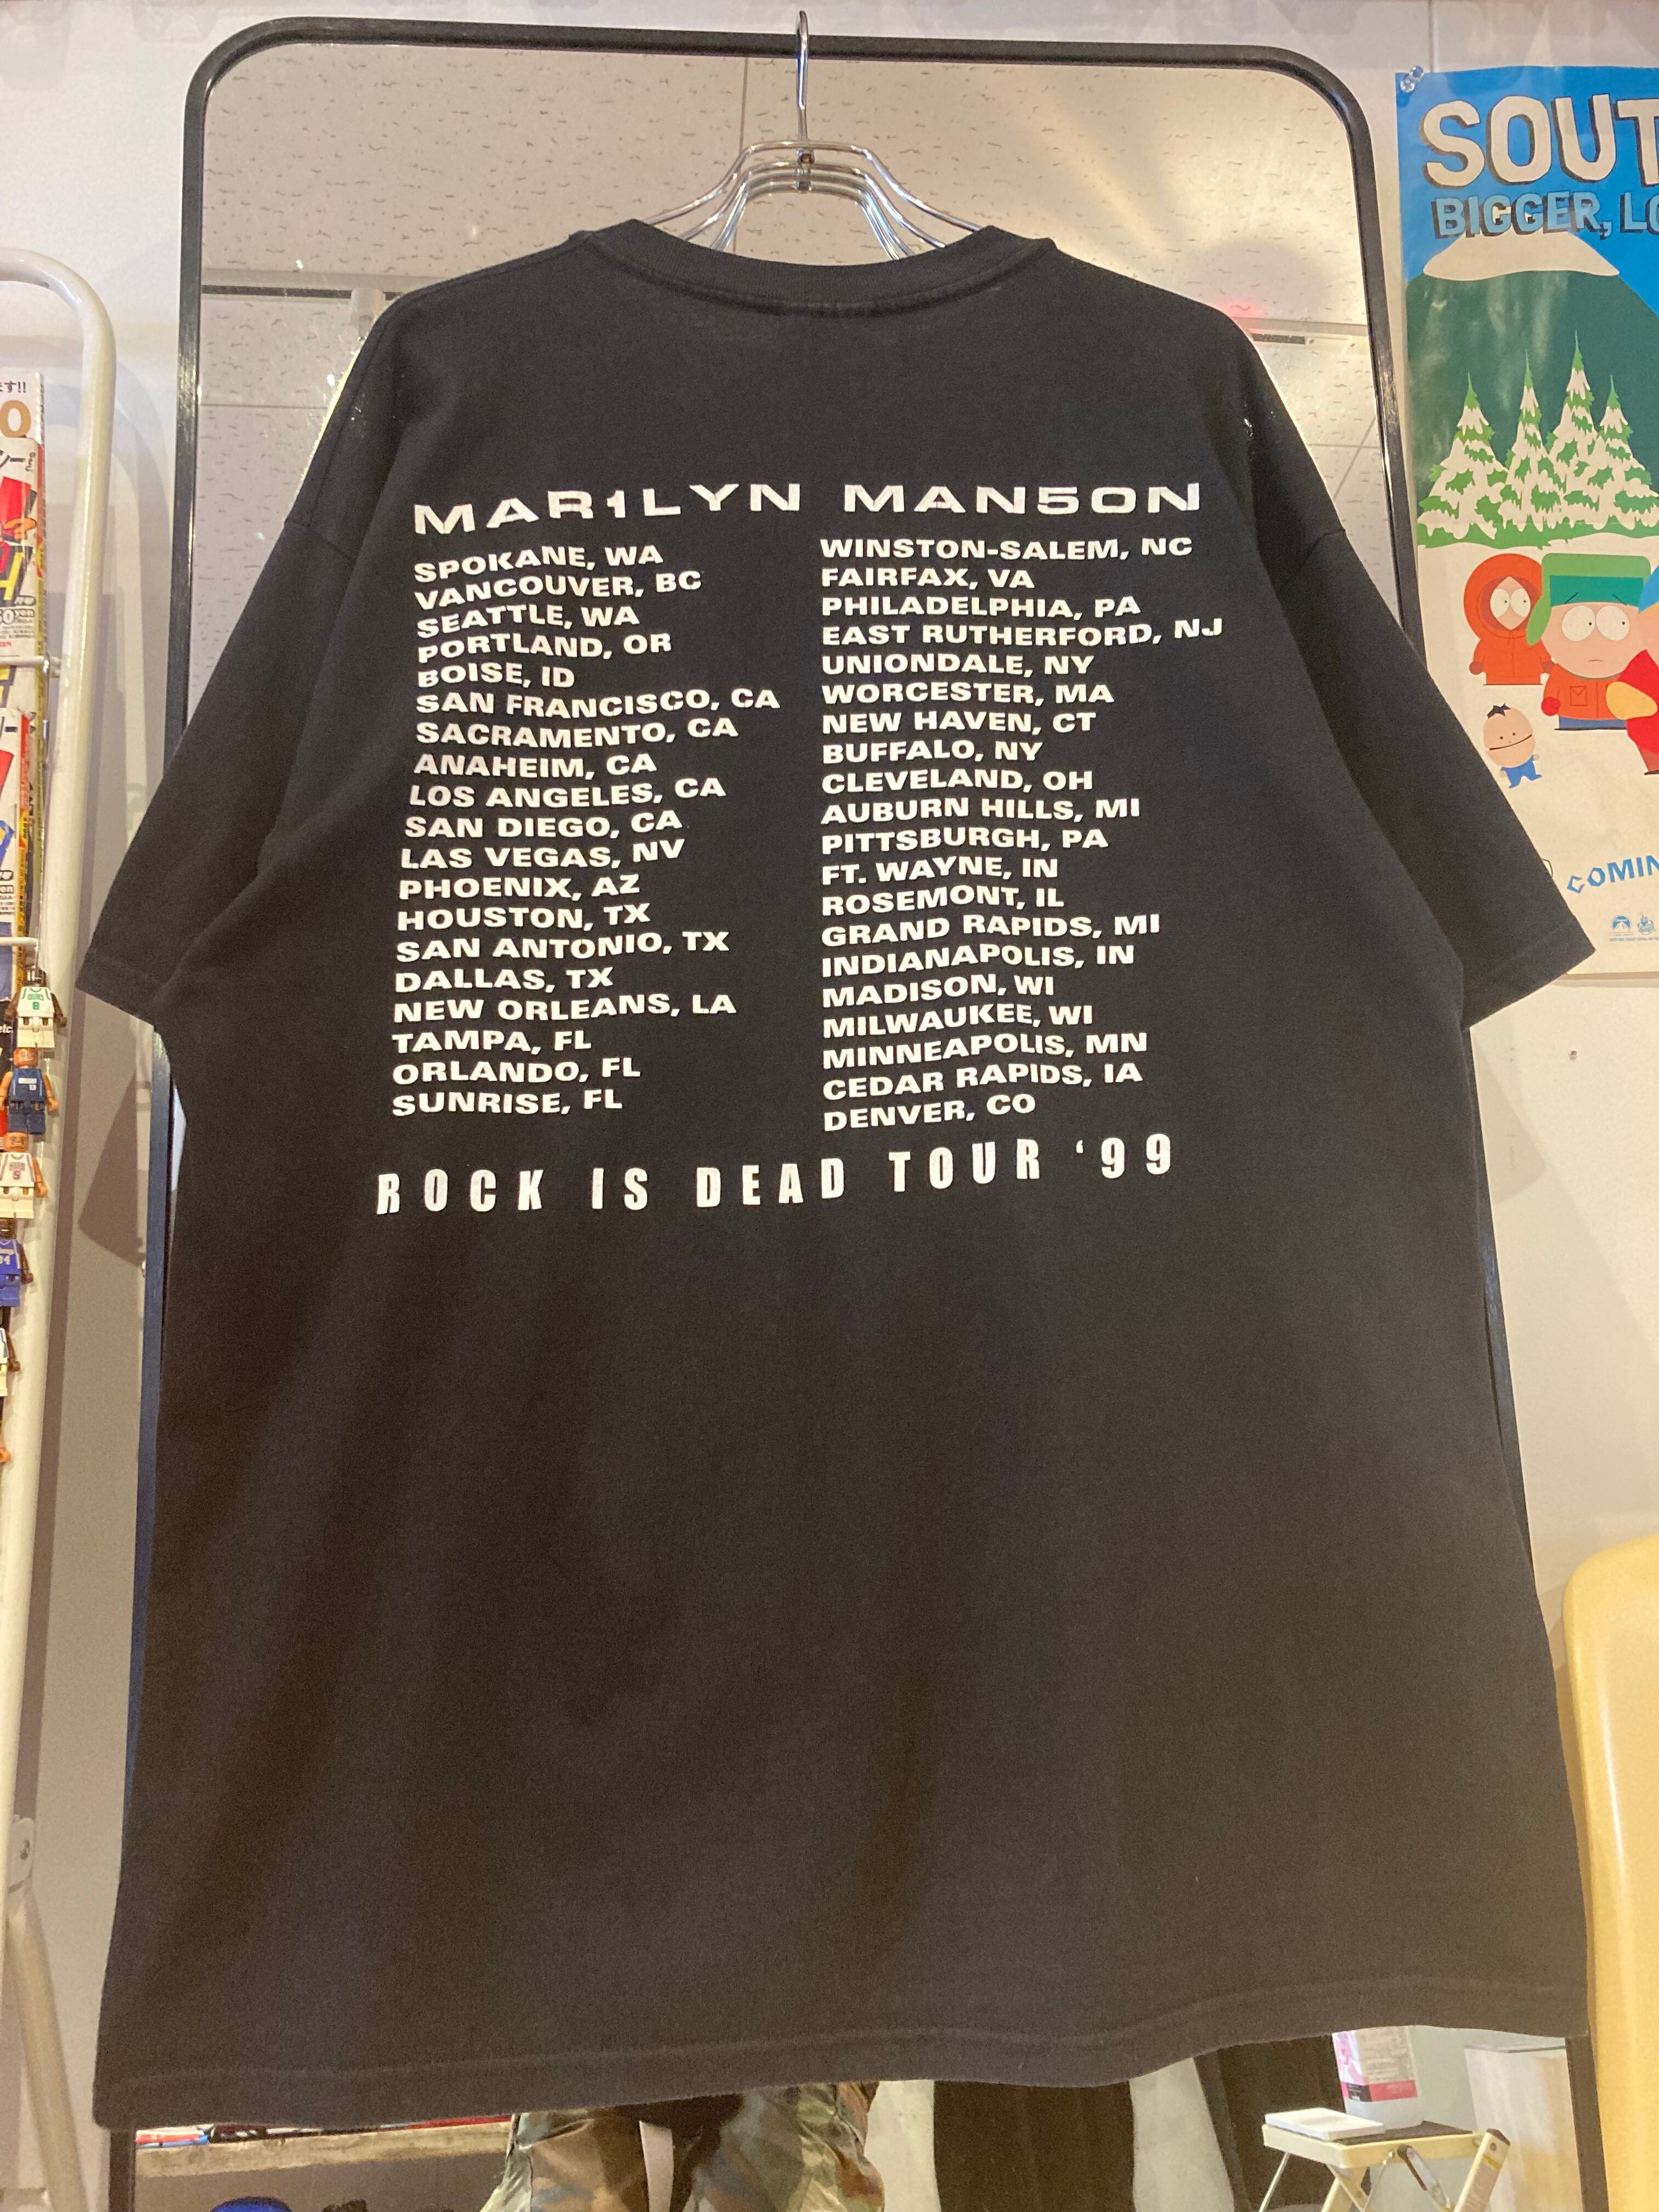 MAR1LYN MAN5ON
SPOKANE, WA
VANCOUVER, BC
SEATTLE, WA
PORTLAND, OR
BOISE, ID
SAN FRANCISCO, CA
SACRAMENTO, CA
ANAHEIM, CA
LOS ANGELES, CA
SAN DIEGO, CA
LAS VEGAS, NV
PHOENIX, AZ
HOUSTON, TX
SAN ANTONIO, TX
DALLAS, TX
NEW ORLEANS, LA
TAMPA, FL
ORLANDO, FL
SUNRISE, FL
WINSTON-SALEM, NC
FAIRFAX, VA
PHILADELPHIA, PA
EAST RUTHERFORD, NJ
UNIONDALE, NY
WORCESTER, MA
NEW HAVEN, CT
BUFFALO, NY
CLEVELAND, OH
AUBURN HILLS, MI
PITTSBURGH, PA
FT. WAYNE, IN
ROSEMONT, IL
GRAND RAPIDS, MI
INDIANAPOLIS, IN
MADISON, WI
MILWAUKEE, WI
MINNEAPOLIS, MN
CEDAR RAPIDS, IA
DENVER, CO
ROCK IS DEAD TOUR '99
SOUT
BIGGER, LO
COMIN
ます!!